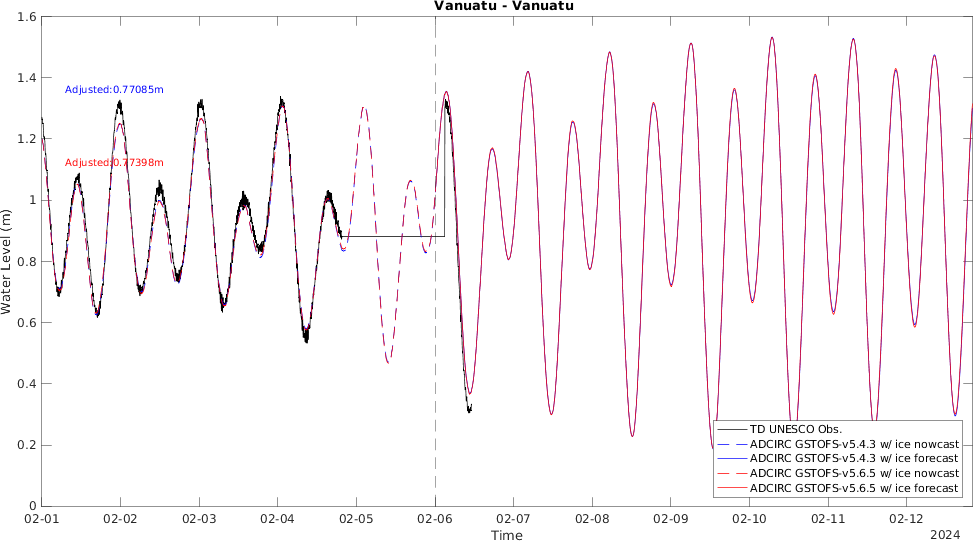 Vanuatu - Vanuatu
1.6
1.4
1.2
1
0.8
0.6
0.4
0.2
0
Water Level (m)
Adjusted:0.77085m
Adjusted:0.77398m
TD UNESCO Obs.
ADCIRC GSTOFS-v5.4.3 w/ ice nowcast
ADCIRC GSTOFS-v5.4.3 w/ ice forecast
ADCIRC GSTOFS-v5.6.5 w/ ice nowcast
ADCIRC GSTOFS-v5.6.5 w/ ice forecast
02-01 02-02 02-03 02-04 02-05 02-06 02-07 02-08 02-09 02-10 02-11 02-12
Time
2024